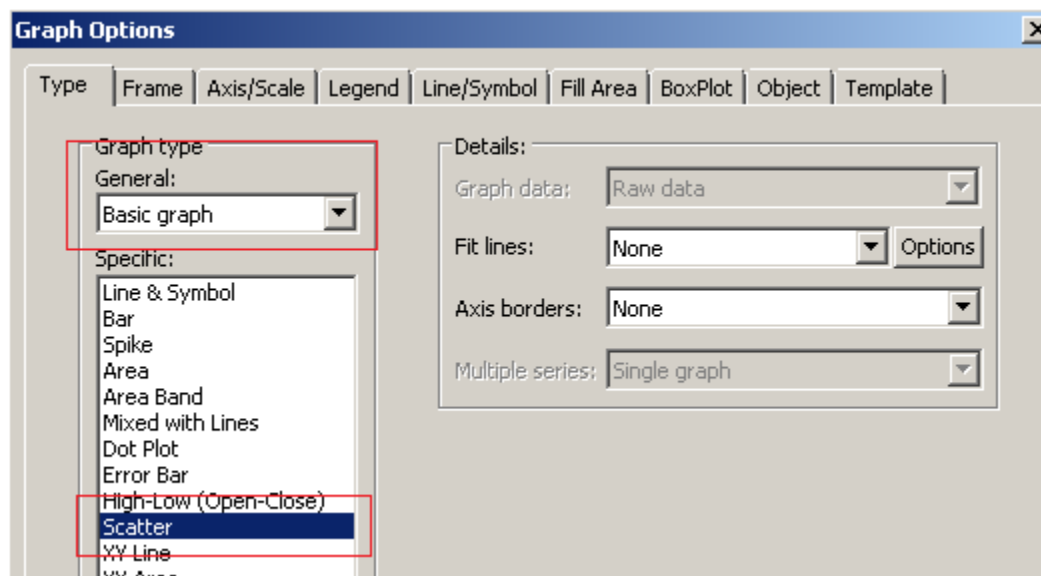 Graph Options
Type Frame Axis/Scale Legend Line/Symbol Fill Area BoxPlot Object Template
Graph type
General:
Basic graph
Specific:
Line & Symbol
Bar
Spike
Area
Area Band
Mixed with Lines
Dot Plot
Error Bar
High-Low (Open-Close)
Scatter
XY Line
XY Area
Details:
Graph data: Raw data
Fit lines: None Options
Axis borders: None
Multiple series: Single graph